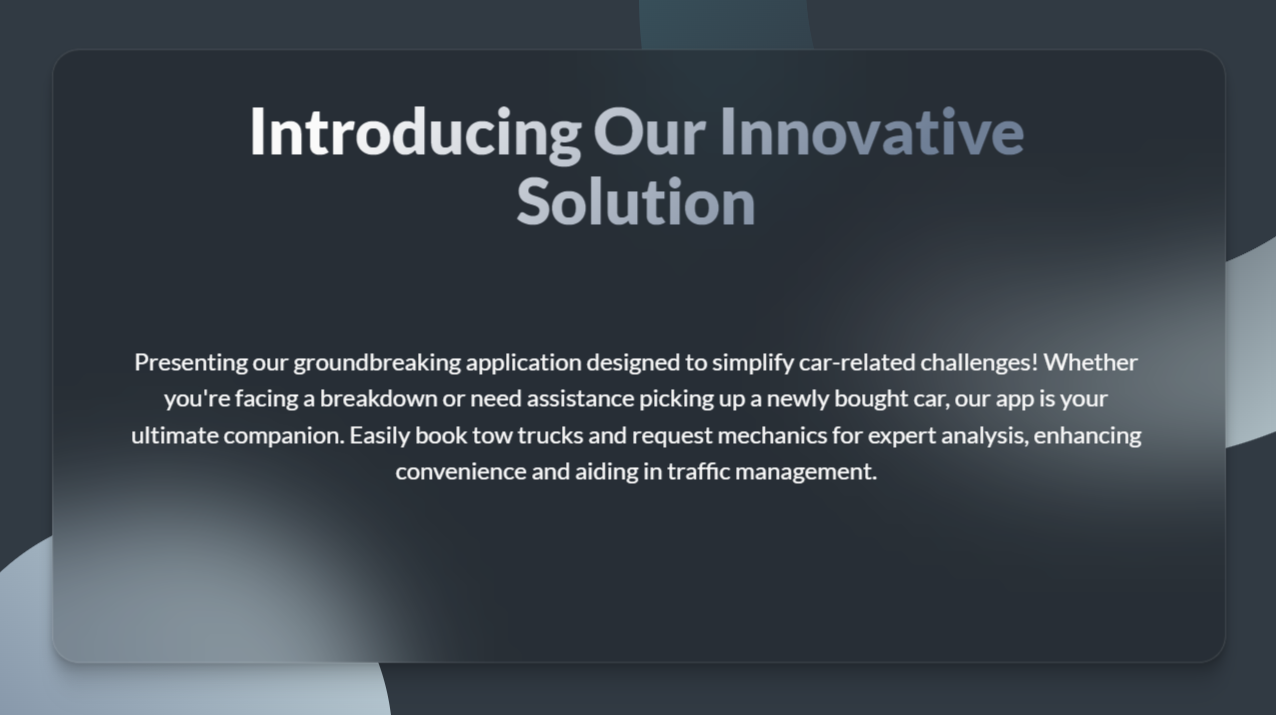 Introducing Our Innovative
Solution
Presenting our groundbreaking application designed to simplify car-related challenges! Whether
you're facing a breakdown or need assistance picking up a newly bought car, our app is your
ultimate companion. Easily book tow trucks and request mechanics for expert analysis, enhancing
convenience and aiding in traffic management.